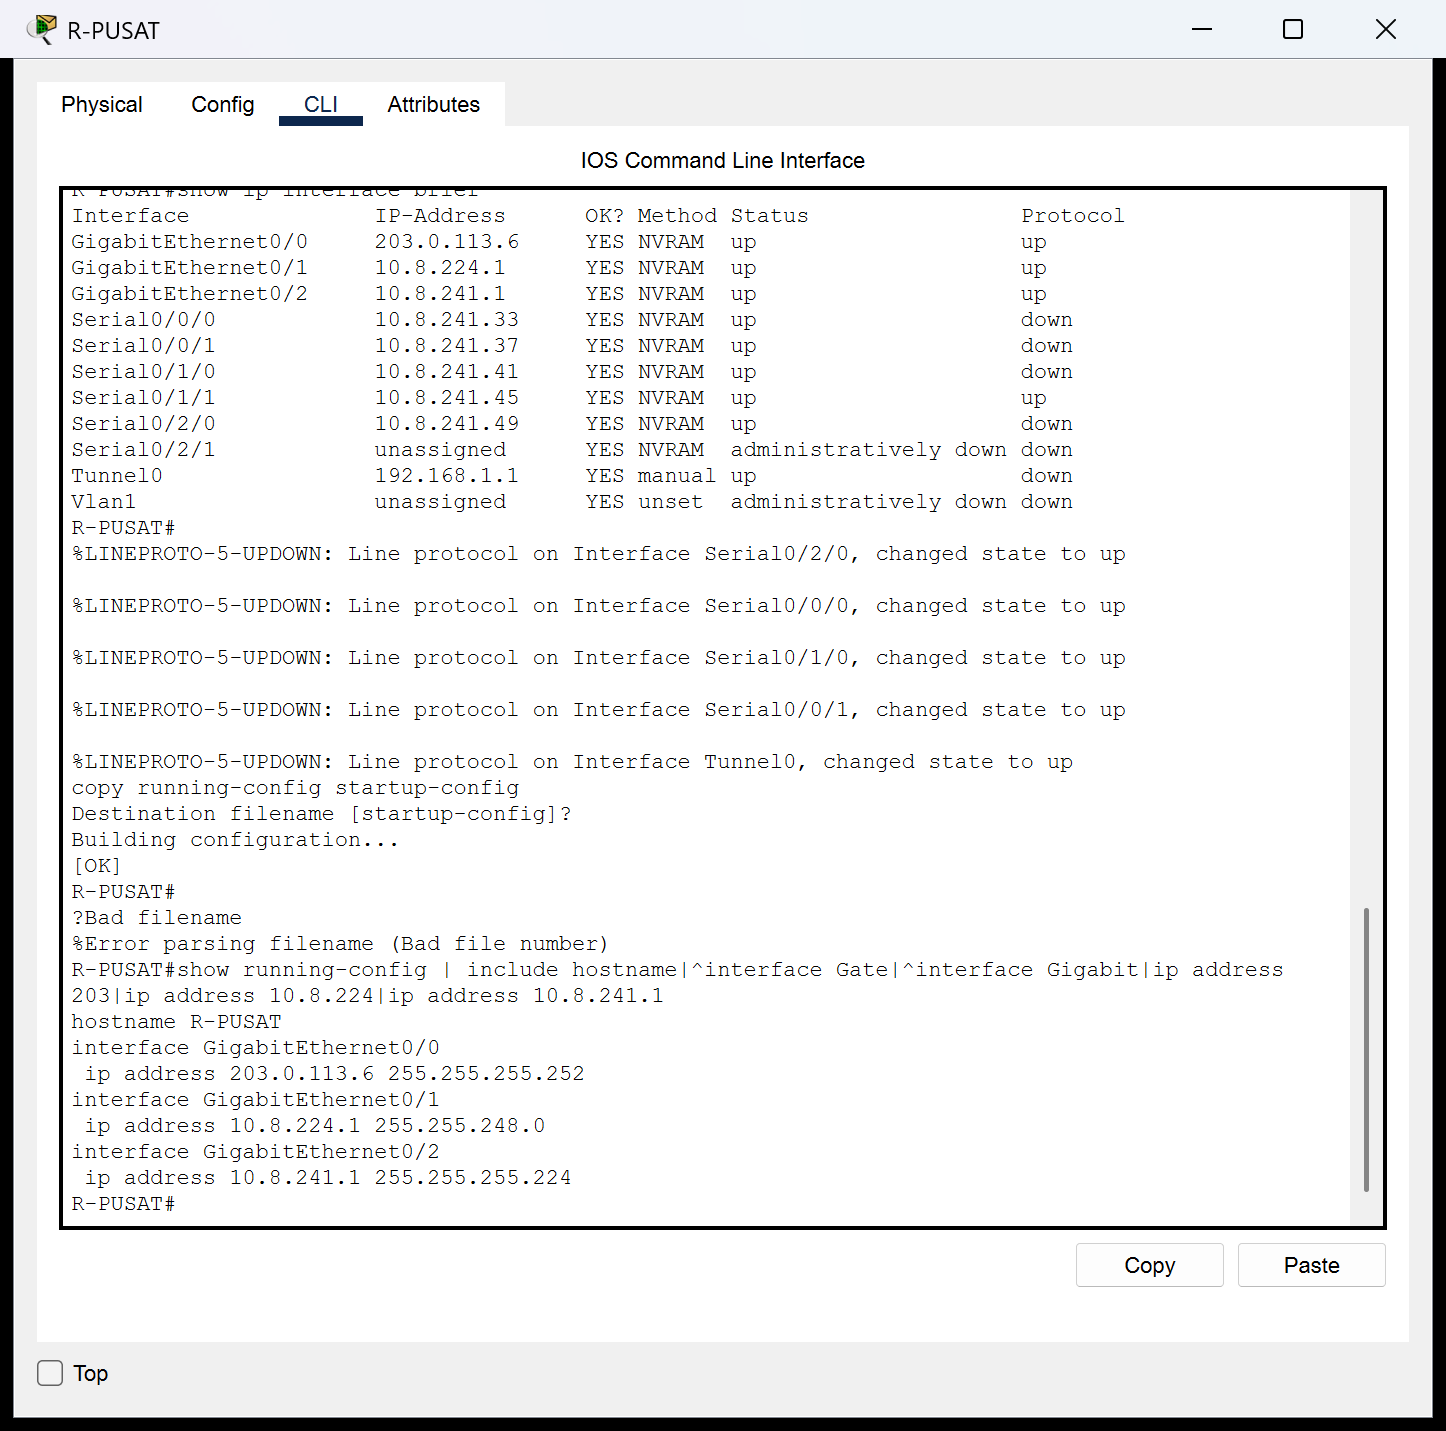 R-PUSAT
Physical Config CLI Attributes
IOS Command Line Interface
R-PUSAT#show ip interface brief
Interface IP-Address OK? Method Status Protocol
GigabitEthernet0/0 203.0.113.6 YES NVRAM up up
GigabitEthernet0/1 10.8.224.1 YES NVRAM up up
GigabitEthernet0/2 10.8.241.1 YES NVRAM up up
Serial0/0/0 10.8.241.33 YES NVRAM up down
Serial0/0/1 10.8.241.37 YES NVRAM up down
Serial0/1/0 10.8.241.41 YES NVRAM up down
Serial0/1/1 10.8.241.45 YES NVRAM up up
Serial0/2/0 10.8.241.49 YES NVRAM up down
Serial0/2/1 unassigned YES NVRAM administratively down down
Tunnel0 192.168.1.1 YES manual up down
Vlan1 unassigned YES unset administratively down down
R-PUSAT#
%LINEPROTO-5-UPDOWN: Line protocol on Interface Serial0/2/0, changed state to up
%LINEPROTO-5-UPDOWN: Line protocol on Interface Serial0/0/0, changed state to up
%LINEPROTO-5-UPDOWN: Line protocol on Interface Serial0/1/0, changed state to up
%LINEPROTO-5-UPDOWN: Line protocol on Interface Serial0/0/1, changed state to up
%LINEPROTO-5-UPDOWN: Line protocol on Interface Tunnel0, changed state to up
copy running-config startup-config
Destination filename [startup-config]?
Building configuration...
[OK]
R-PUSAT#
?Bad filename
%Error parsing filename (Bad file number)
R-PUSAT#show running-config | include hostname|^interface Gate|^interface Gigabit|ip address
203|ip address 10.8.224|ip address 10.8.241.1
hostname R-PUSAT
interface GigabitEthernet0/0
ip address 203.0.113.6 255.255.255.252
interface GigabitEthernet0/1
ip address 10.8.224.1 255.255.248.0
interface GigabitEthernet0/2
ip address 10.8.241.1 255.255.255.224
R-PUSAT#
Copy Paste
Top